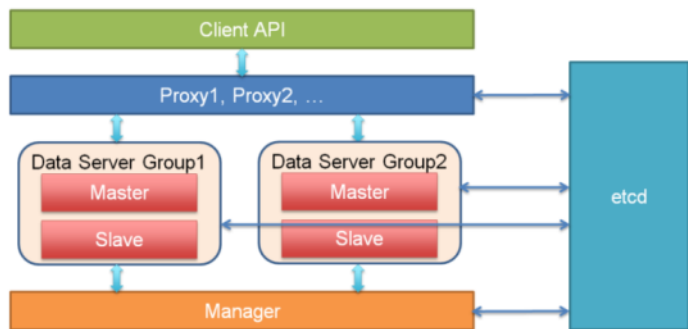 Client API
Proxy1, Proxy2, ...
Data Server Group1
Master
Slave
Data Server Group2
Master
Slave
etcd
Manager